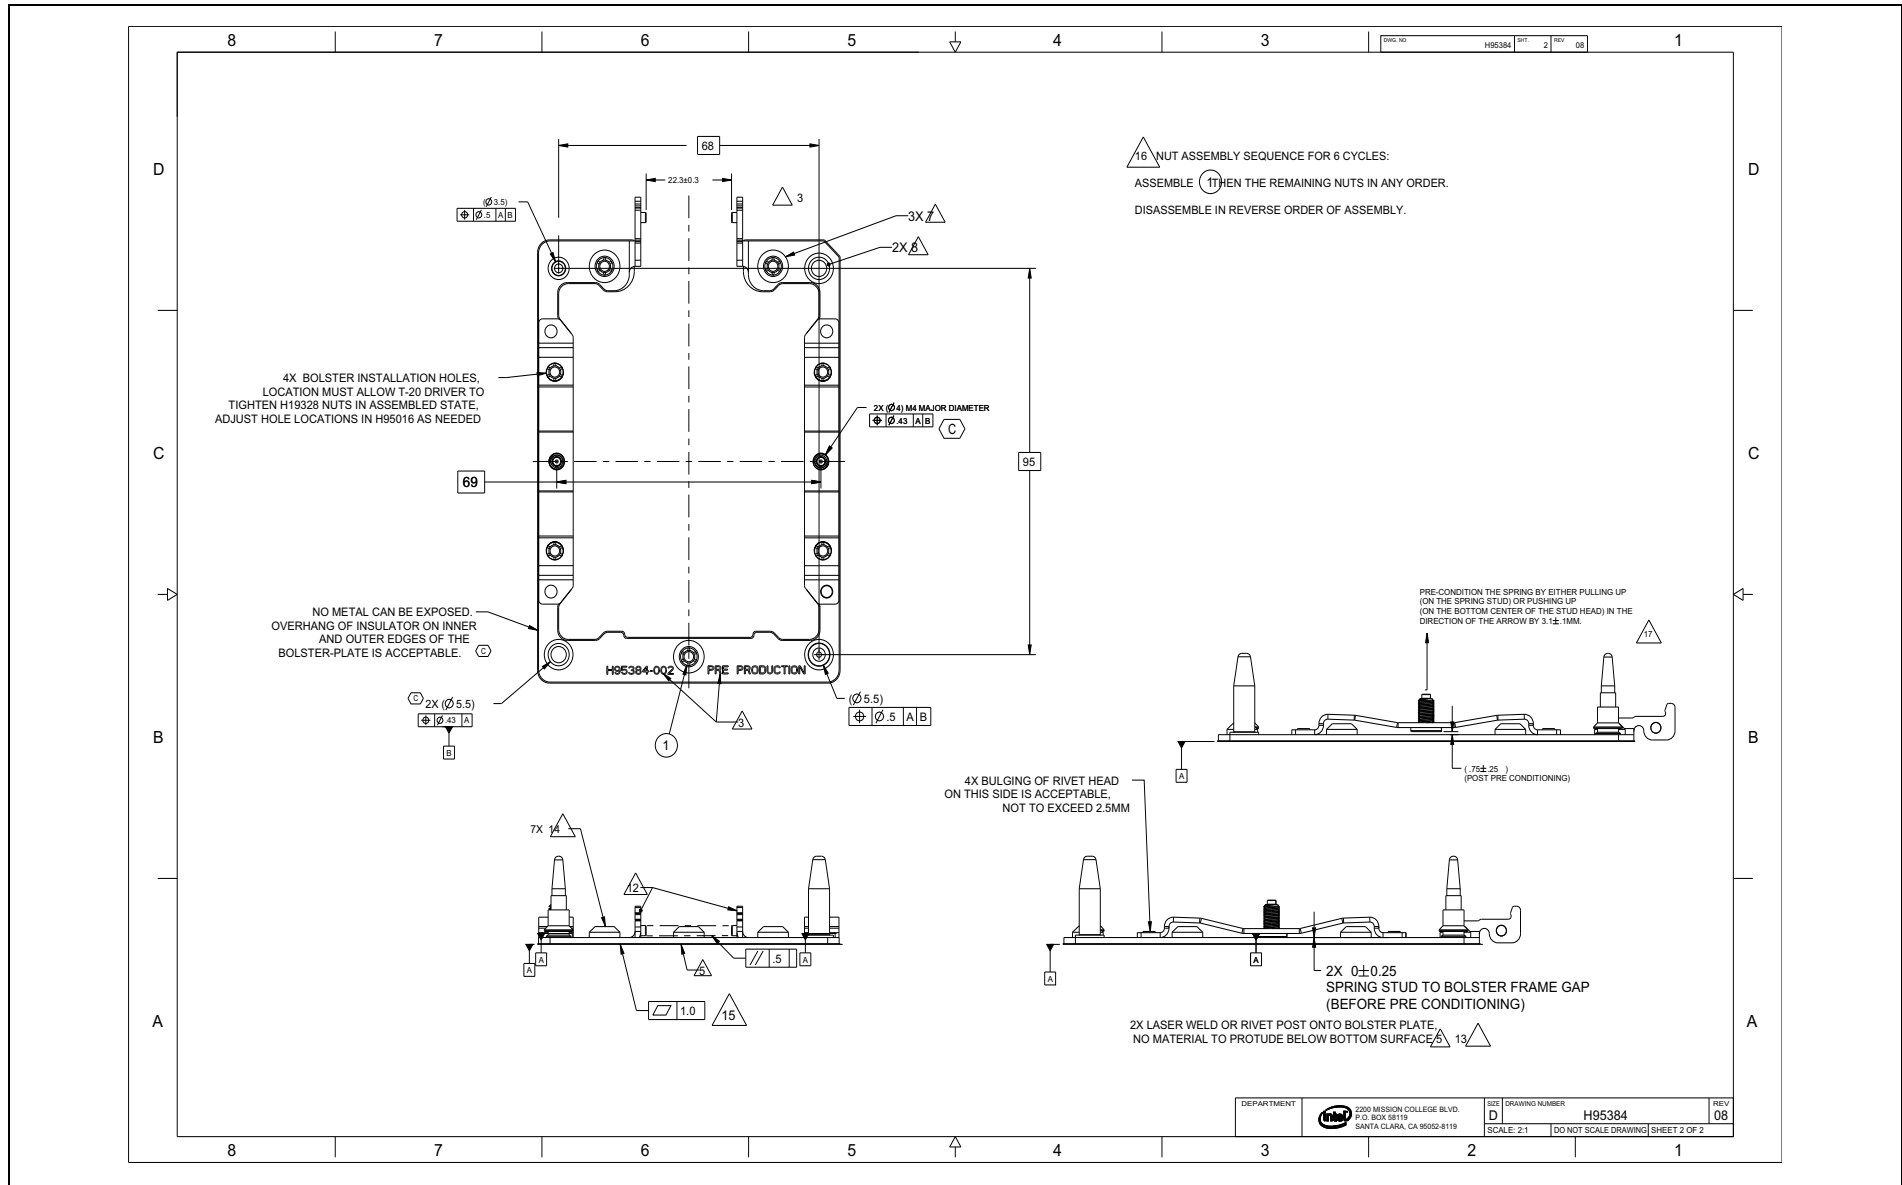 8 7 6 5 4 3 2 1
DWG. NO H95384 SHT. 2 REV 08
D
D
68
22.3±0.3
3
(Ø3.5)
⌖ Ø.5 A B
3X 7
2X 8
16 NUT ASSEMBLY SEQUENCE FOR 6 CYCLES:
ASSEMBLE 1 THEN THE REMAINING NUTS IN ANY ORDER.
DISASSEMBLE IN REVERSE ORDER OF ASSEMBLY.
4X BOLSTER INSTALLATION HOLES,
LOCATION MUST ALLOW T-20 DRIVER TO
TIGHTEN H19328 NUTS IN ASSEMBLED STATE,
ADJUST HOLE LOCATIONS IN H95016 AS NEEDED
2X (Ø4) M4 MAJOR DIAMETER
⌖ Ø.43 A B
C
C
C
95
69
NO METAL CAN BE EXPOSED.
OVERHANG OF INSULATOR ON INNER
AND OUTER EDGES OF THE
BOLSTER-PLATE IS ACCEPTABLE. C
H95384-002 PRE PRODUCTION
C 2X (Ø5.5)
⌖ Ø.43 A
B
(Ø5.5)
⌖ Ø.5 A B
3
1
PRE-CONDITION THE SPRING BY EITHER PULLING UP
(ON THE SPRING STUD) OR PUSHING UP
(ON THE BOTTOM CENTER OF THE STUD HEAD) IN THE
DIRECTION OF THE ARROW BY 3.1±.1MM.
17
B
B
A
( .75±.25 )
(POST PRE CONDITIONING)
4X BULGING OF RIVET HEAD
ON THIS SIDE IS ACCEPTABLE,
NOT TO EXCEED 2.5MM
7X 14
12
A
A
A
// .5
5
⏥ 1.0
15
A
A
2X 0±0.25
SPRING STUD TO BOLSTER FRAME GAP
(BEFORE PRE CONDITIONING)
2X LASER WELD OR RIVET POST ONTO BOLSTER PLATE,
NO MATERIAL TO PROTUDE BELOW BOTTOM SURFACE 5 13
A
A
DEPARTMENT
intel
2200 MISSION COLLEGE BLVD.
P.O. BOX 58119
SANTA CLARA, CA 95052-8119
SIZE D DRAWING NUMBER H95384 REV 08
SCALE: 2:1 DO NOT SCALE DRAWING SHEET 2 OF 2
8 7 6 5 4 3 2 1